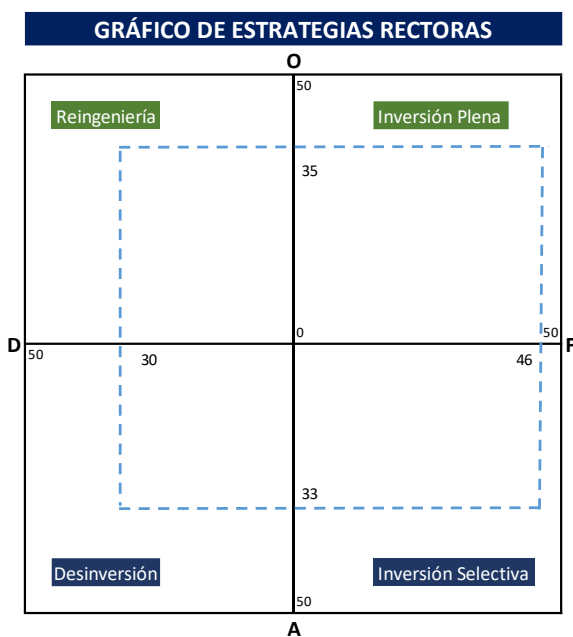 GRÁFICO DE ESTRATEGIAS RECTORAS
O
50
Reingeniería
Inversión Plena
35
0
50
D
F
50
30
46
33
Desinversión
Inversión Selectiva
50
A